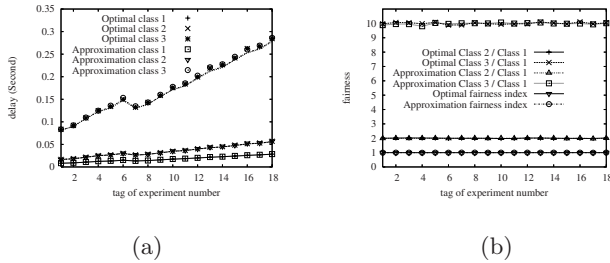 Optimal class 1
Optimal class 2
Optimal class 3
Approximation class 1
Approximation class 2
Approximation class 3
0.35
0.3
0.25
0.2
0.15
0.1
0.05
0
delay (Second)
2 4 6 8 10 12 14 16 18
tag of experiment number
(a)
11
10
9
8
7
6
5
4
3
2
1
0
fairness
Optimal Class 2 / Class 1
Optimal Class 3 / Class 1
Approximation Class 2 / Class 1
Approximation Class 3 / Class 1
Optimal fairness index
Approximation fairness index
2 4 6 8 10 12 14 16 18
tag of experiment number
(b)